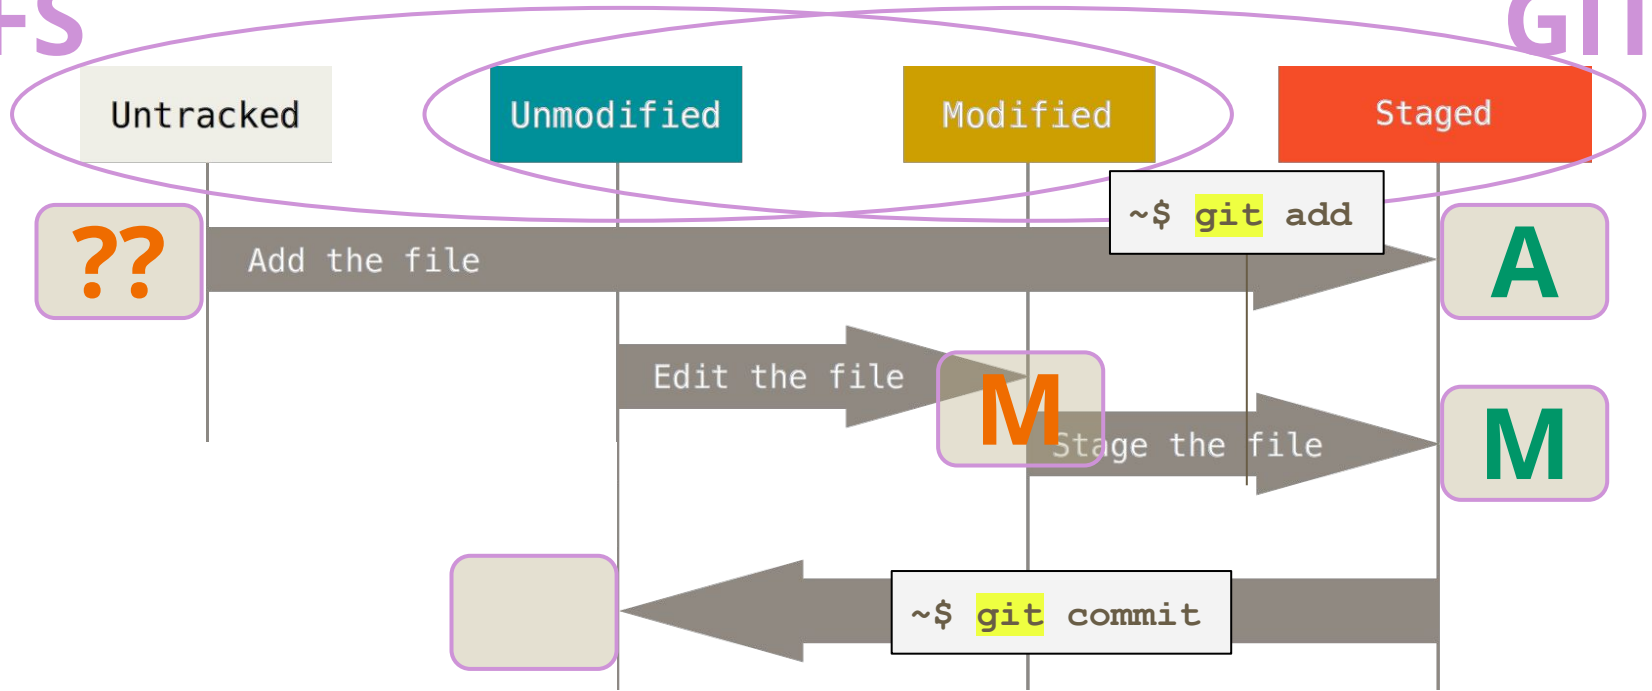 FS
GIT
Untracked
Unmodified
Modified
Staged
~$ git add
??
Add the file
A
Edit the file
M
Stage the file
M
~$ git commit